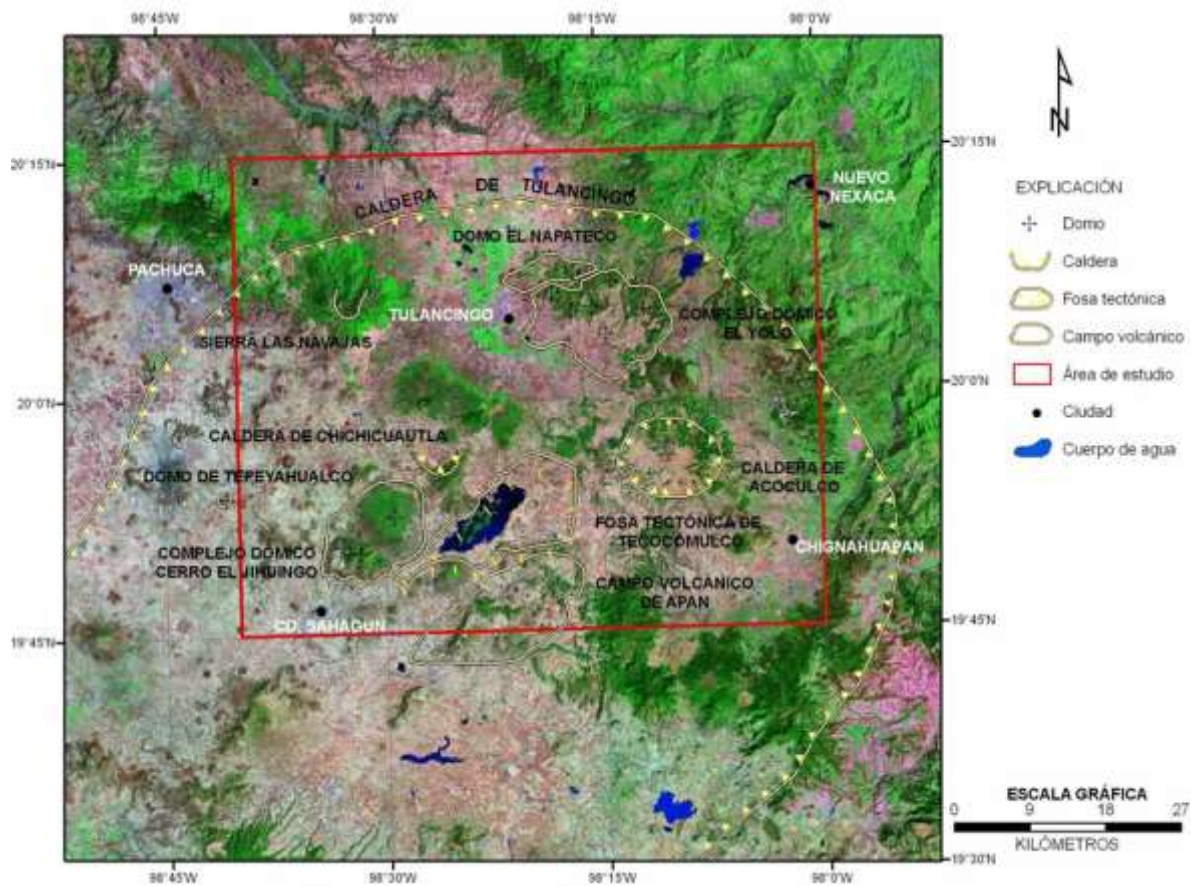 98°45'W
98°30'W
98°15'W
98°0'W
20°15'N
20°15'N
NUEVO
NEXACA
CALDERA DE TULANCINGO
DOMO EL NAPATECO
PACHUCA
TULANCINGO
COMPLEJO DOMICO
EL YOLO
SIERRA LAS NAVAJAS
20°0'N
20°0'N
CALDERA DE CHICHICUAUTLA
DOMO DE TEPEYAHUALCO
CALDERA DE
ACOCULCO
FOSA TECTÓNICA DE
TECOCOMULCO
CHIGNAHUAPAN
COMPLEJO DOMICO
CERRO EL JIHUINGO
CAMPO VOLCANICO
DE APAN
CD. SAHAGUN
19°45'N
19°45'N
19°30'N
98°45'W
98°30'W
98°15'W
98°0'W
N
EXPLICACIÓN
Domo
Caldera
Fosa tectónica
Campo volcánico
Área de estudio
Ciudad
Cuerpo de agua
ESCALA GRÁFICA
0 9 18 27
KILÓMETROS